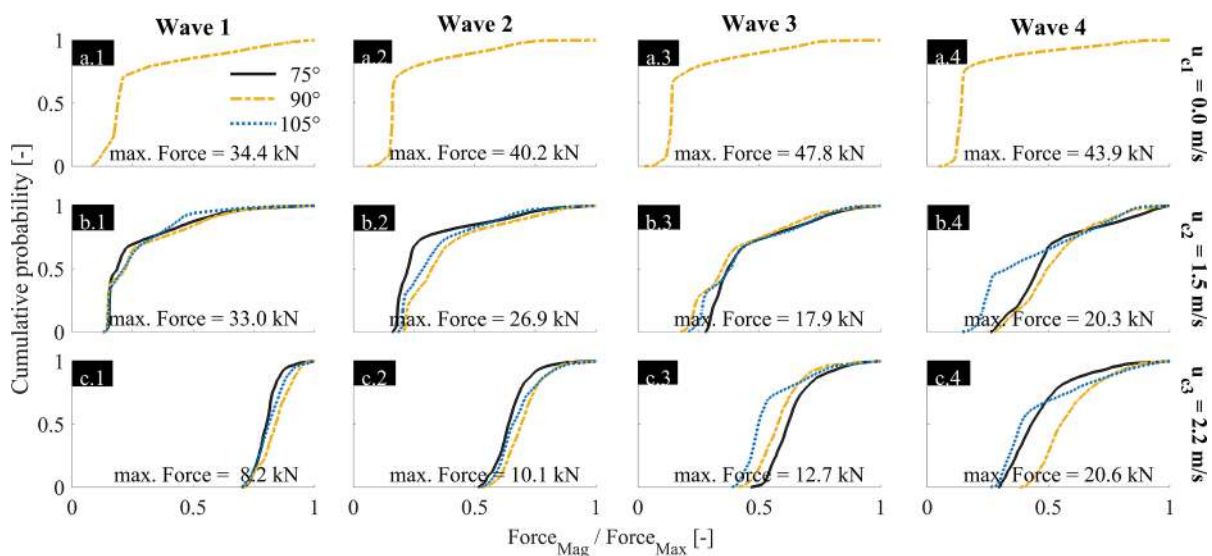 Wave 1 Wave 2 Wave 3 Wave 4
1 a.1 a.2 a.3 a.4
75°
90°
105°
0.5
max. Force = 34.4 kN max. Force = 40.2 kN max. Force = 47.8 kN max. Force = 43.9 kN
0
u c1 = 0.0 m/s
1 b.1 b.2 b.3 b.4
0.5
max. Force = 33.0 kN max. Force = 26.9 kN max. Force = 17.9 kN max. Force = 20.3 kN
0
u c2 = 1.5 m/s
Cumulative probability [-]
1 c.1 c.2 c.3 c.4
0.5
max. Force = 8.2 kN max. Force = 10.1 kN max. Force = 12.7 kN max. Force = 20.6 kN
0
u c3 = 2.2 m/s
0 0.5 1 0 0.5 1 0 0.5 1 0 0.5 1
Force Mag / Force Max [-]